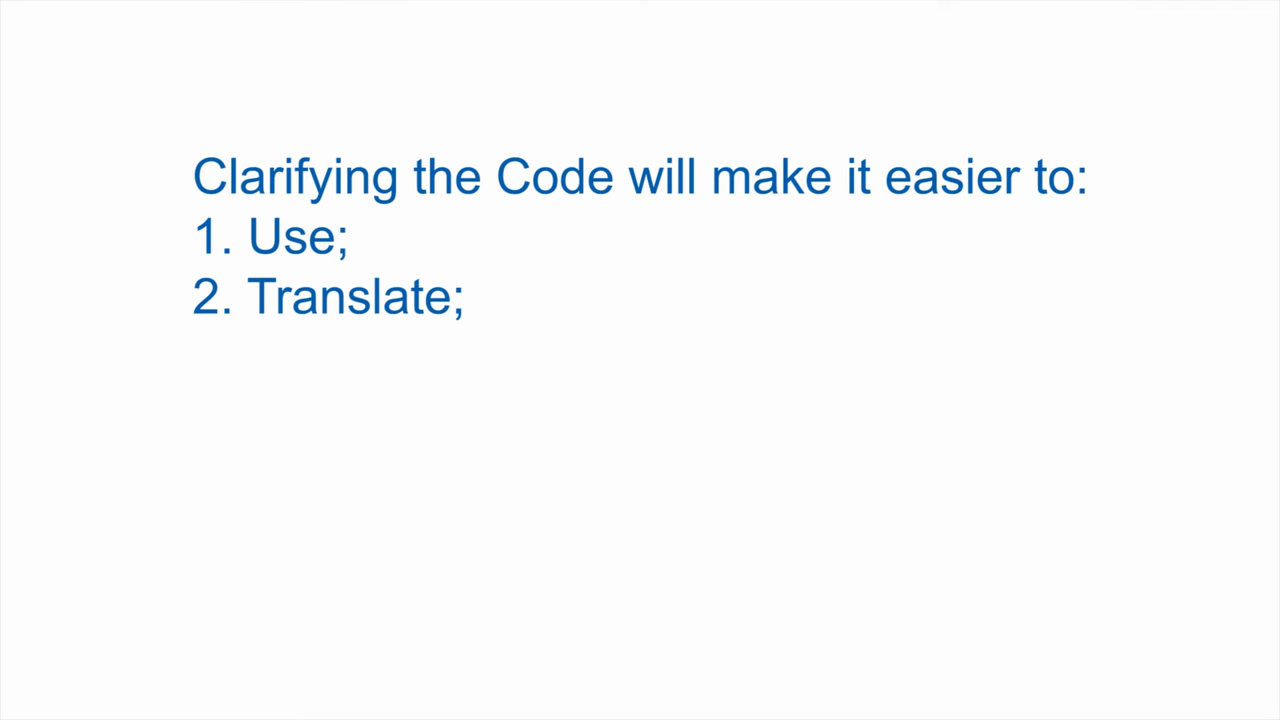 Clarifying the Code will make it easier to:
1. Use;
2. Translate;